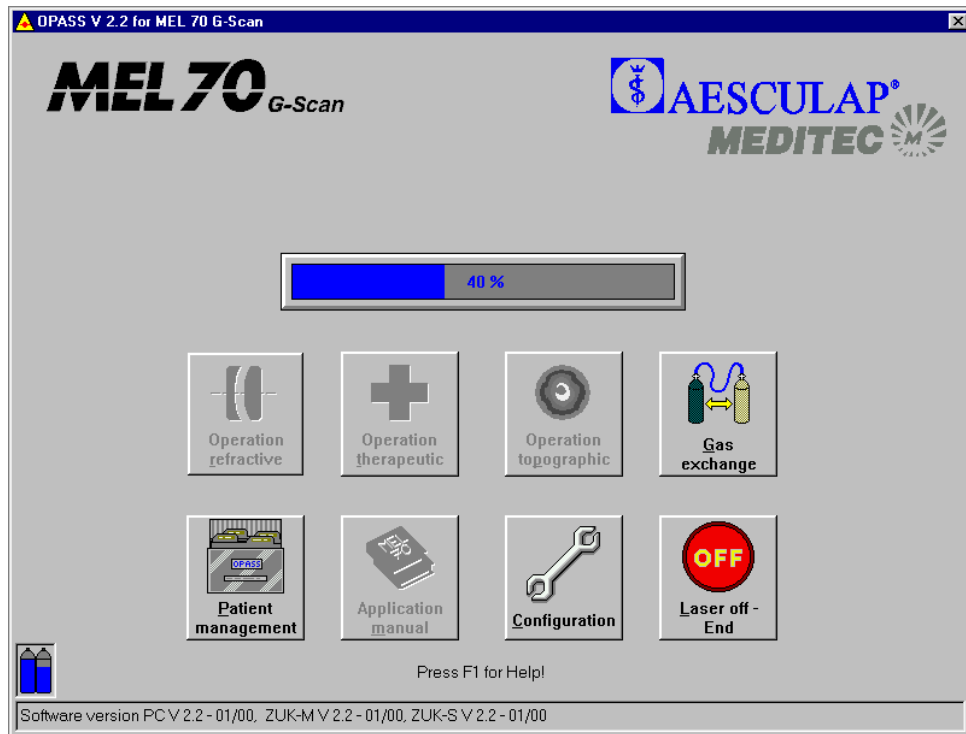 OPASS V 2.2 for MEL 70 G-Scan
MEL 70 G-Scan
AESCULAP®
MEDITEC M
40 %
Operation
refractive
Operation
therapeutic
Operation
topographic
Gas
exchange
OPASS
Patient
management
MEL
70
Application
manual
Configuration
OFF
Laser off -
End
Press F1 for Help!
Software version PC V 2.2 - 01/00, ZUK-M V 2.2 - 01/00, ZUK-S V 2.2 - 01/00